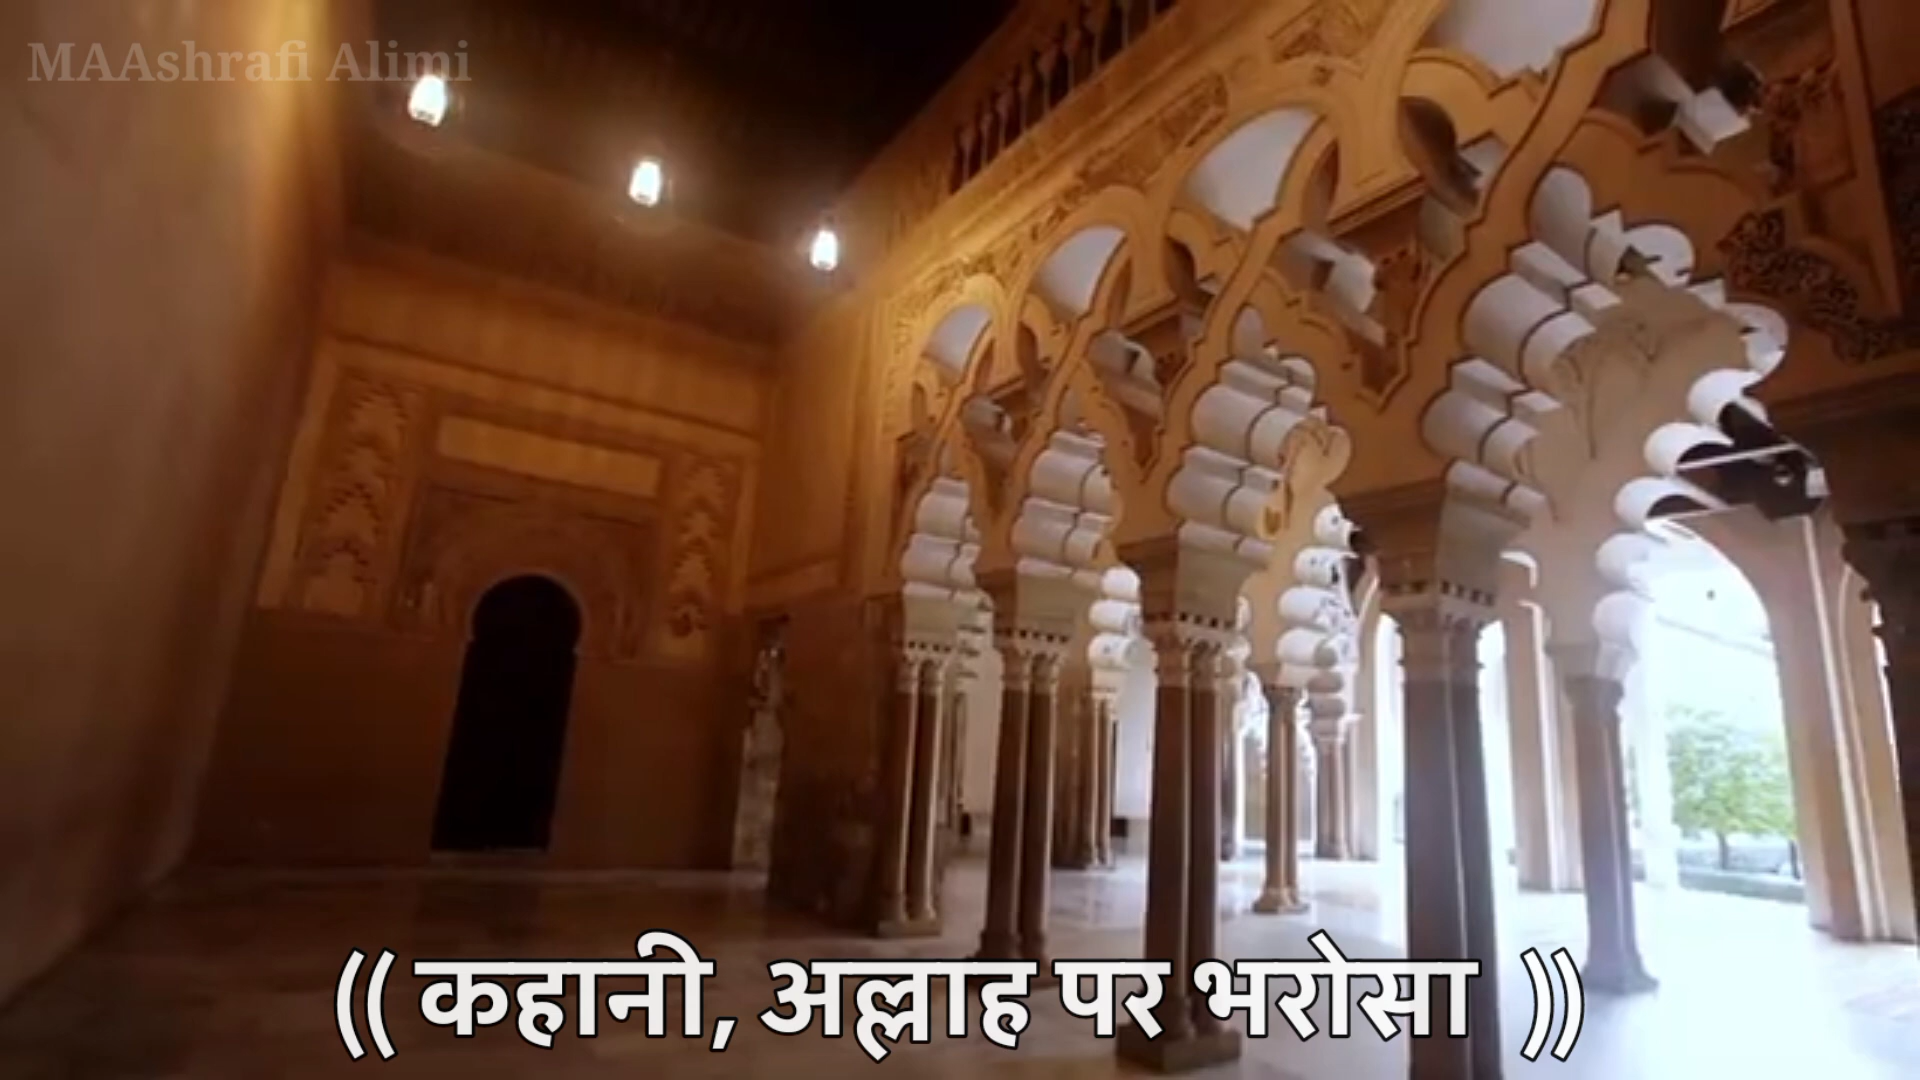 MAAshrafi Alimi
(( कहानी, अल्लाह पर भरोसा ))